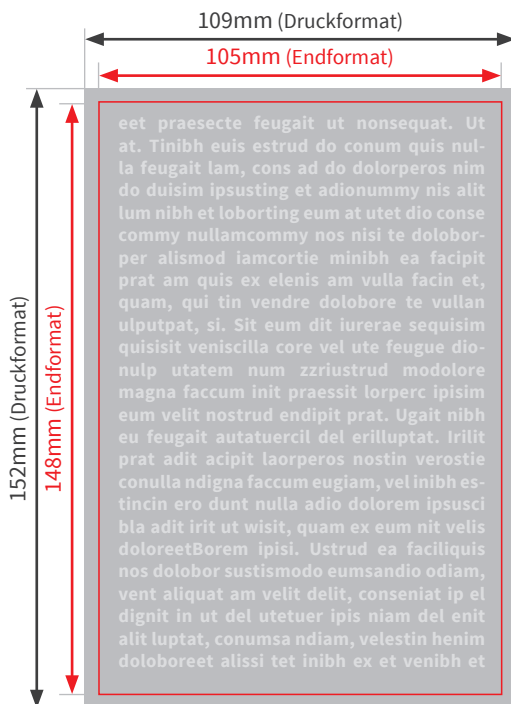 109mm (Druckformat)
105mm (Endformat)
152mm (Druckformat)
148mm (Endformat)
eet praesecte feugait ut nonsequat. Ut
at. Tinibh euis estrud do conum quis nul-
la feugait lam, cons ad do dolorperos nim
do duisim ipsusting et adionummy nis alit
lum nibh et loborting eum at utet dio conse
commy nullamcommy nos nisi te dolobor-
per alismod iamcortie minibh ea facipit
prat am quis ex elenis am vulla facin et,
quam, qui tin vendre dolobore te vullan
ulputpat, si. Sit eum dit iurerae sequisim
quisisit veniscilla core vel ute feugue dio-
nulp utatem num zzriustrud modolore
magna faccum init praessit lorperc ipisim
eum velit nostrud endipit prat. Ugait nibh
eu feugait autatuercil del erilluptat. Irilit
prat adit acipit laorperos nostin verostie
conulla ndigna faccum eugiam, vel inibh es-
tincin ero dunt nulla adio dolorem ipsusci
bla adit irit ut wisit, quam ex eum nit velis
doloreetBorem ipisi. Ustrud ea faciliquis
nos dolobor sustismodo eumsandio odiam,
vent aliquat am velit delit, conseniat ip el
dignit in ut del utetuer ipis niam del enit
alit luptat, conumsa ndiam, velestin henim
doloboreet alissi tet inibh ex et venibh et